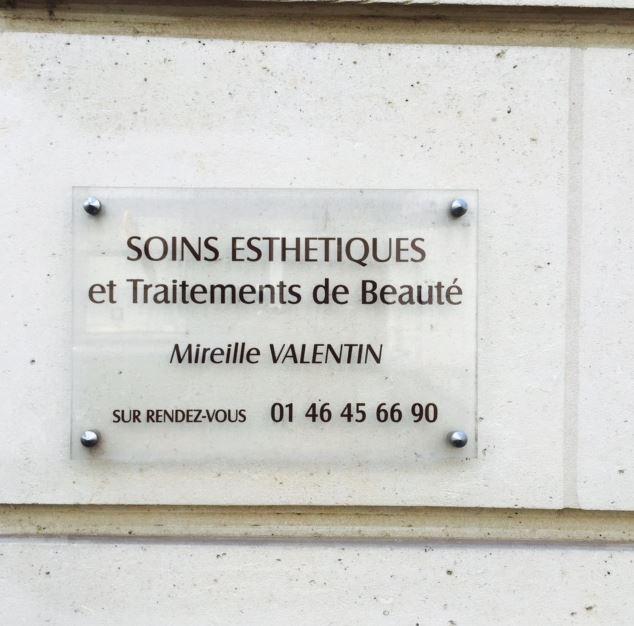 SOINS ESTHETIQUES
et Traitements de Beauté
Mireille VALENTIN
SUR RENDEZ-VOUS 01 46 45 66 90